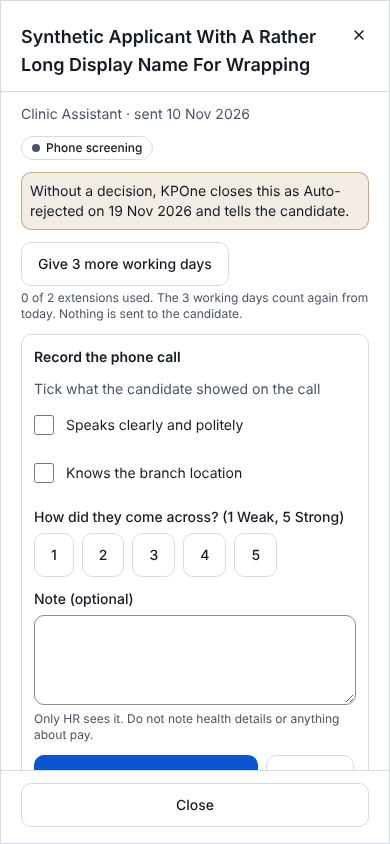 Synthetic Applicant With A Rather
Long Display Name For Wrapping
Clinic Assistant · sent 10 Nov 2026
Phone screening
Without a decision, KPOne closes this as Auto-
rejected on 19 Nov 2026 and tells the candidate.
Give 3 more working days
0 of 2 extensions used. The 3 working days count again from
today. Nothing is sent to the candidate.
Record the phone call
Tick what the candidate showed on the call
Speaks clearly and politely
Knows the branch location
How did they come across? (1 Weak, 5 Strong)
1 2 3 4 5
Note (optional)
Only HR sees it. Do not note health details or anything
about pay.
Close